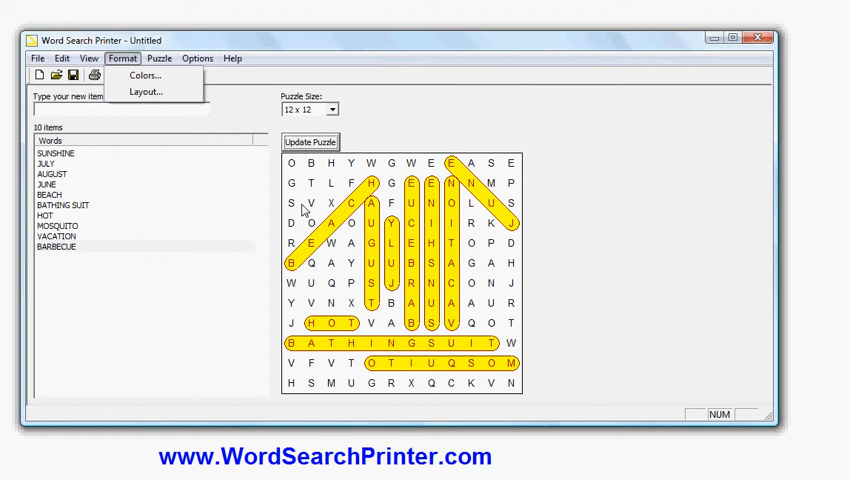 Word Search Printer - Untitled
File Edit View Format Puzzle Options Help
Colors...
Layout...
Type your new item
Puzzle Size:
12 x 12
10 items
Update Puzzle
Words
SUNSHINE
JULY
AUGUST
JUNE
BEACH
BATHING SUIT
HOT
MOSQUITO
VACATION
BARBECUE
O B H Y W G W E E A S E
G T L F H F E E N N M P
S V X C A G U N O L U S
D O A O U Y C I I R K J
R E W A G L E H T O P D
B Q A Y U U B S A G A H
W U Q P S J R N C O N J
Y V N X T B A U A A U R
J H O T V A B S V Q O T
B A T H I N G S U I T W
V F V T O T I U Q S O M
H S M U G R X Q C K V N
NUM
www.WordSearchPrinter.com